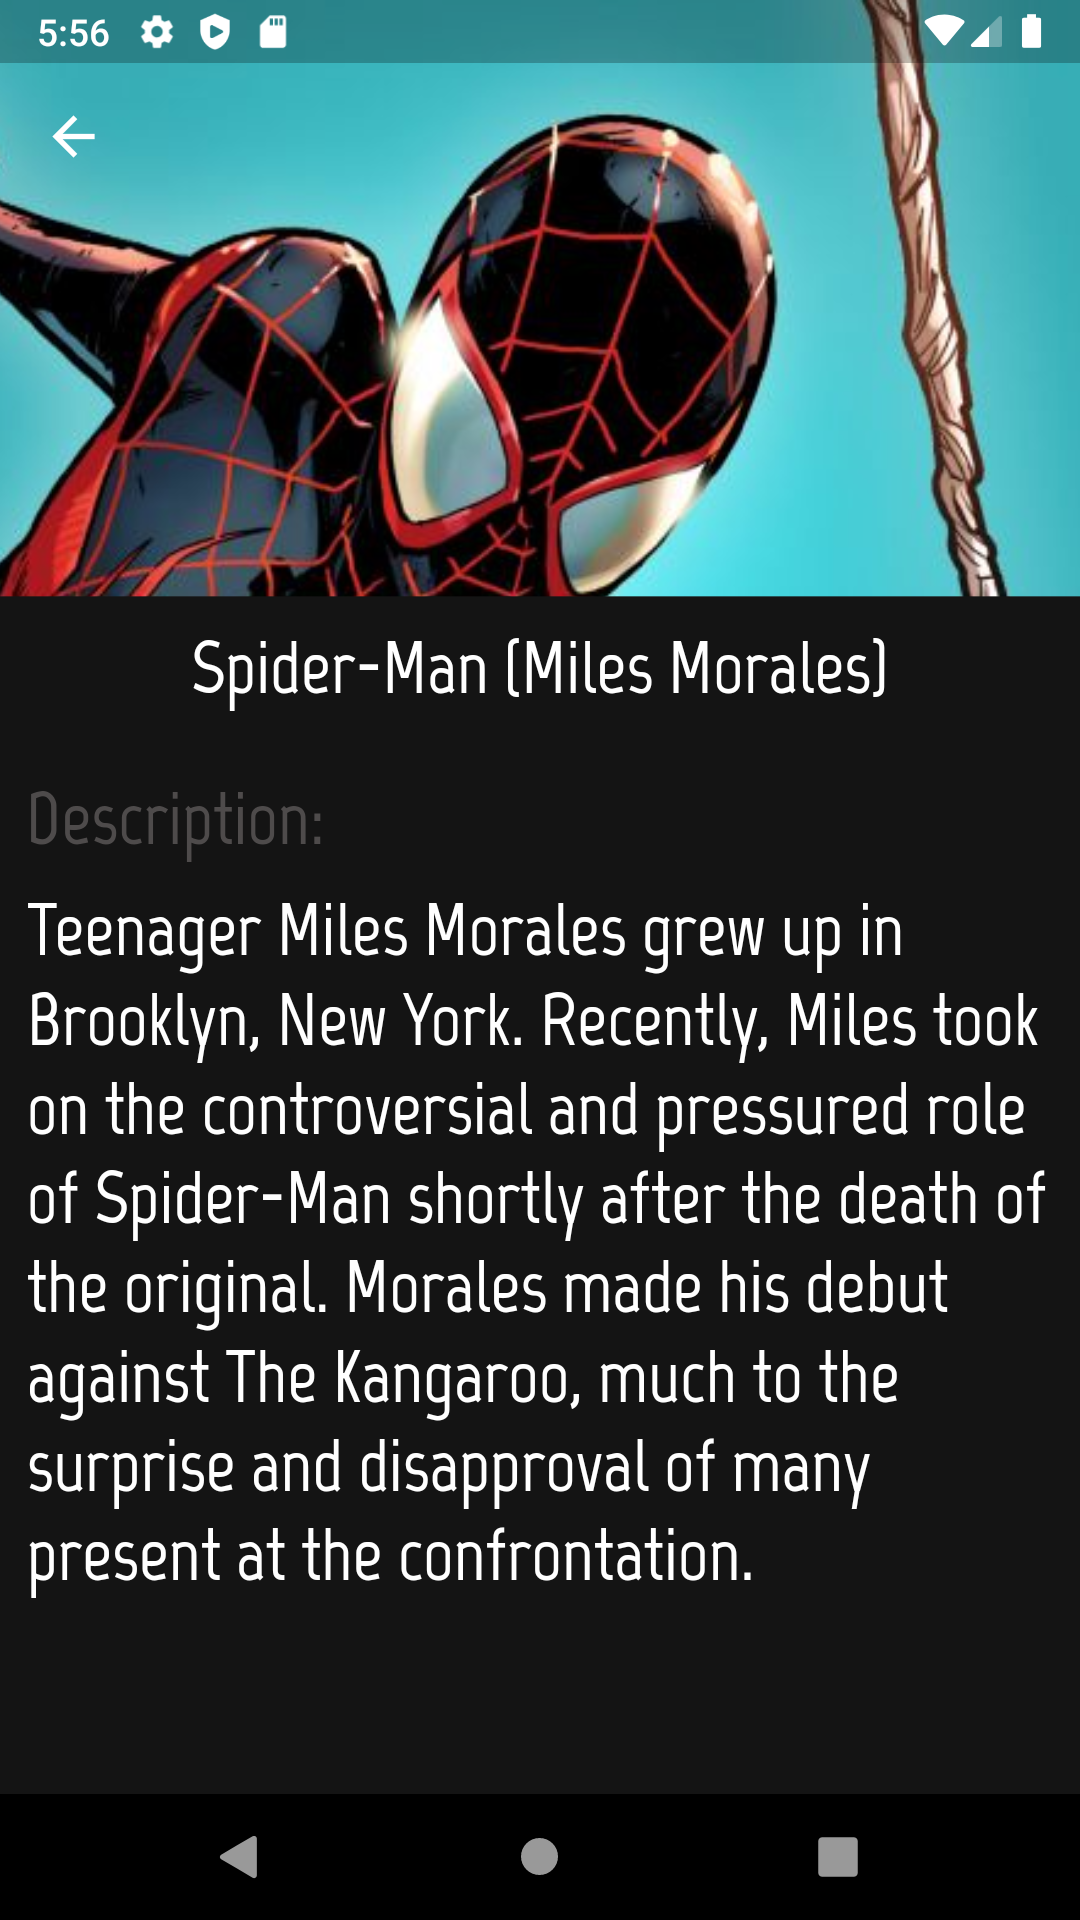 5:56
Spider-Man (Miles Morales)
Description:
Teenager Miles Morales grew up in
Brooklyn, New York. Recently, Miles took
on the controversial and pressured role
of Spider-Man shortly after the death of
the original. Morales made his debut
against The Kangaroo, much to the
surprise and disapproval of many
present at the confrontation.